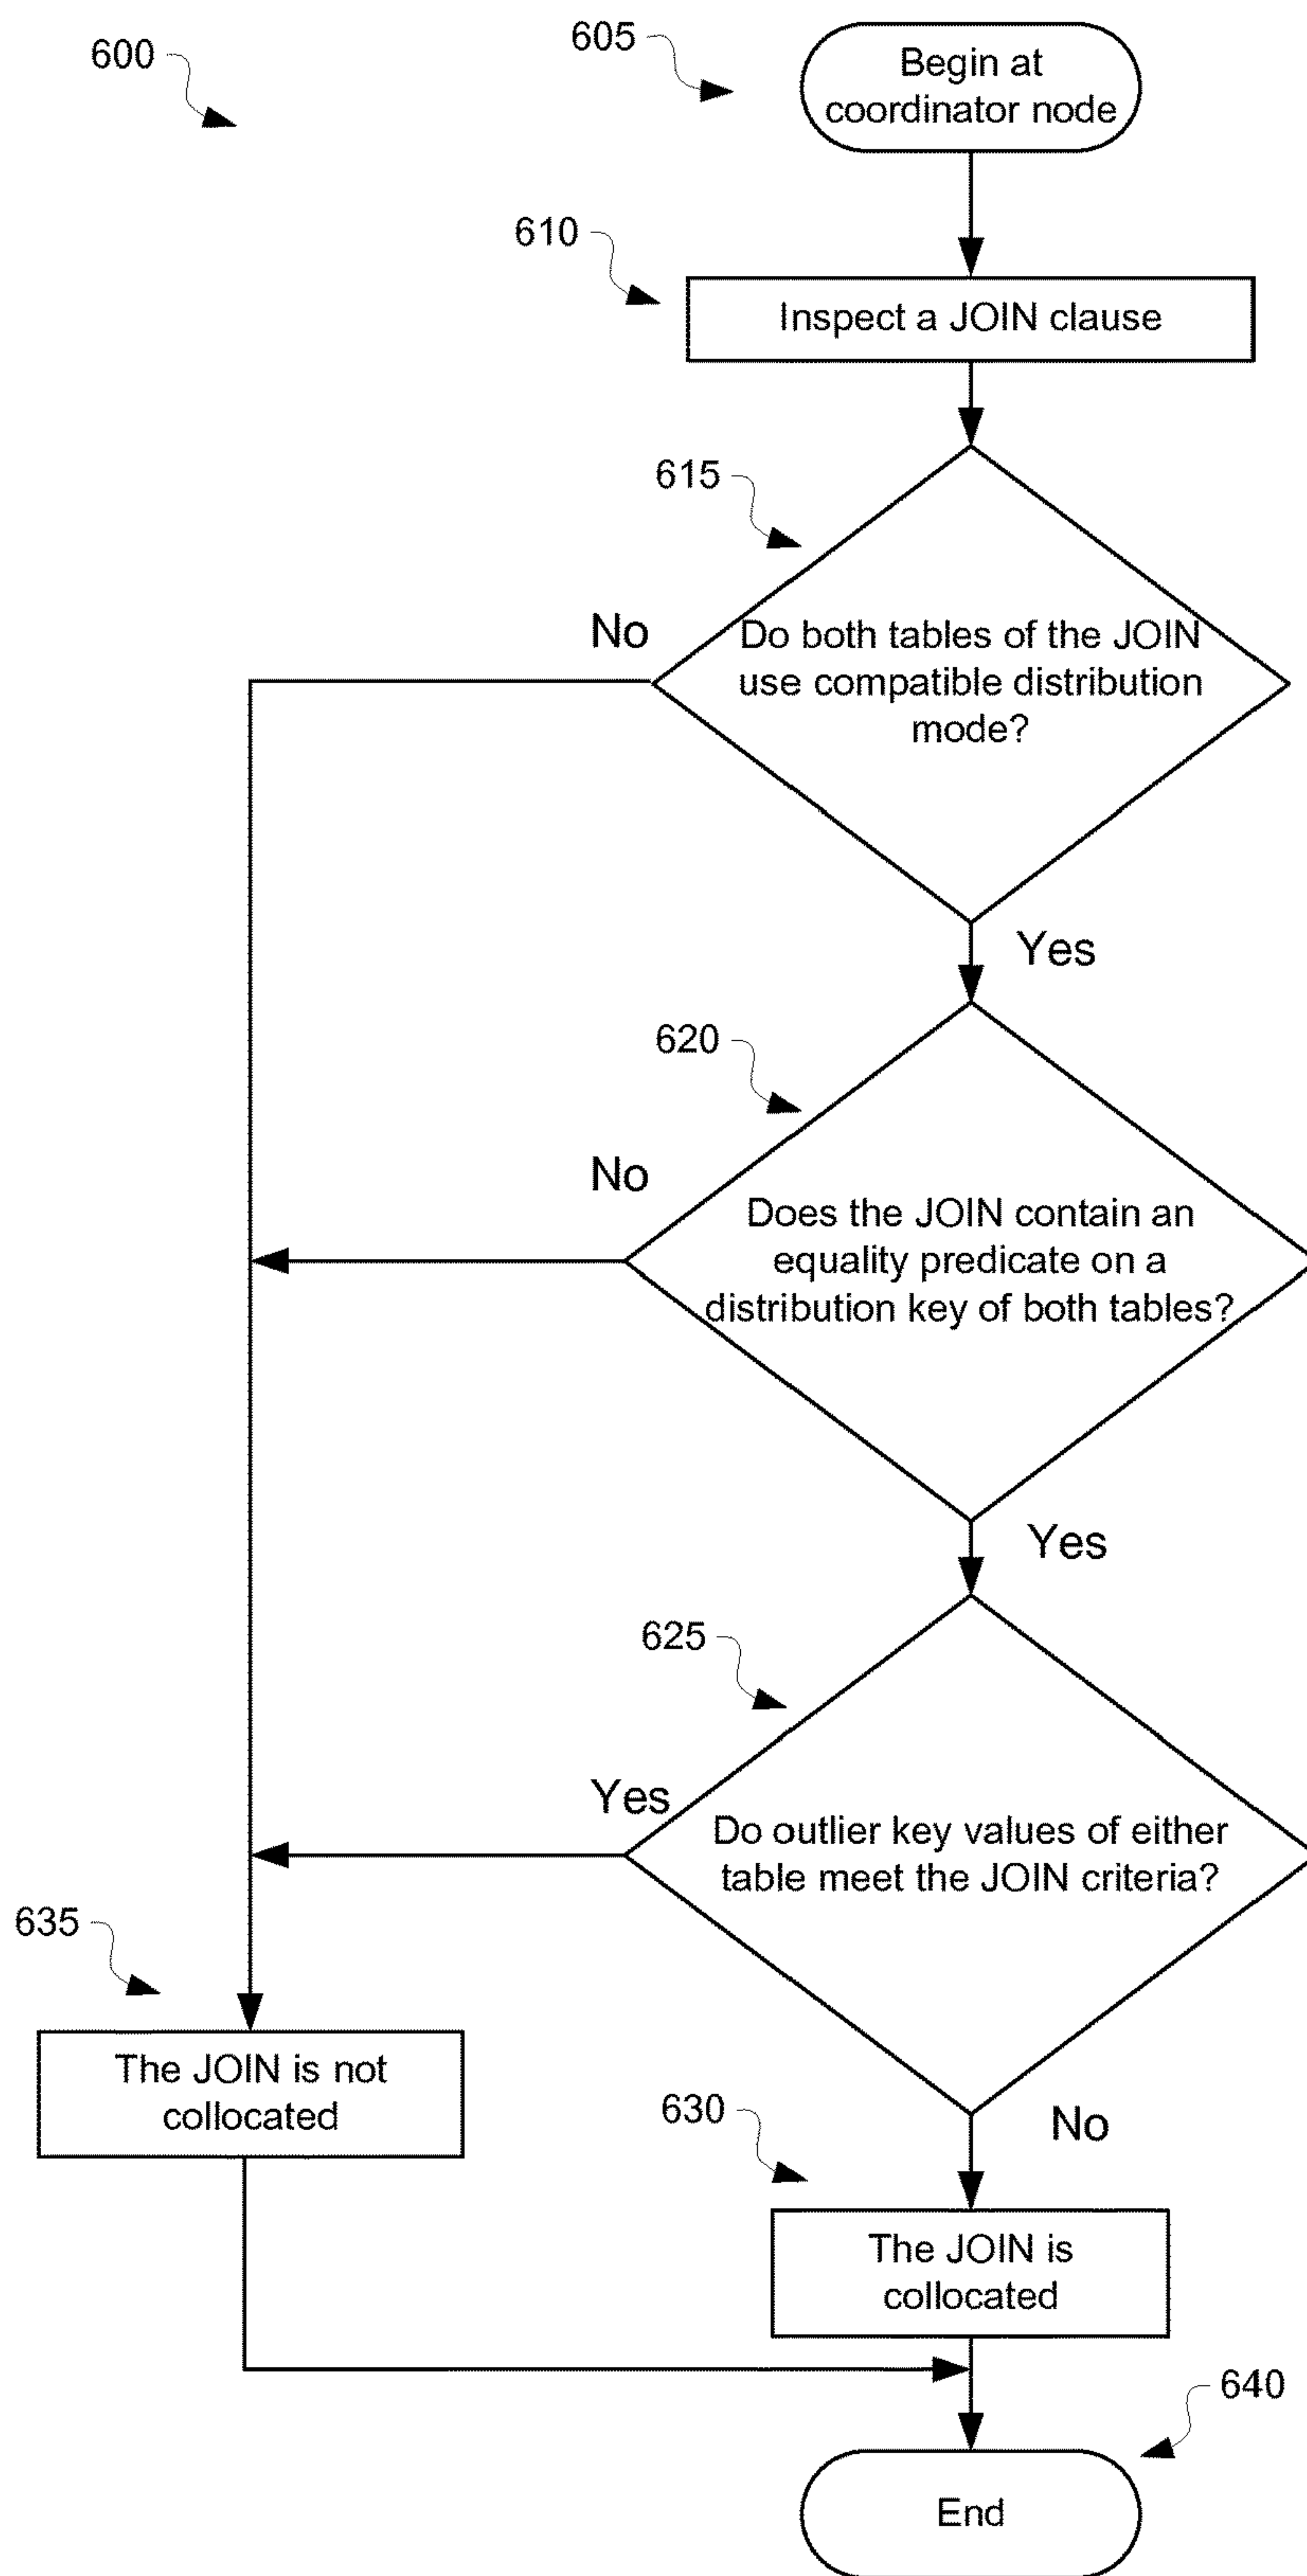 600
605
Begin at
coordinator node
610
Inspect a JOIN clause
615
No
Do both tables of the JOIN
use compatible distribution
mode?
Yes
620
No
Does the JOIN contain an
equality predicate on a
distribution key of both tables?
Yes
625
Yes
Do outlier key values of either
table meet the JOIN criteria?
635
The JOIN is not
collocated
630
No
The JOIN is
collocated
640
End